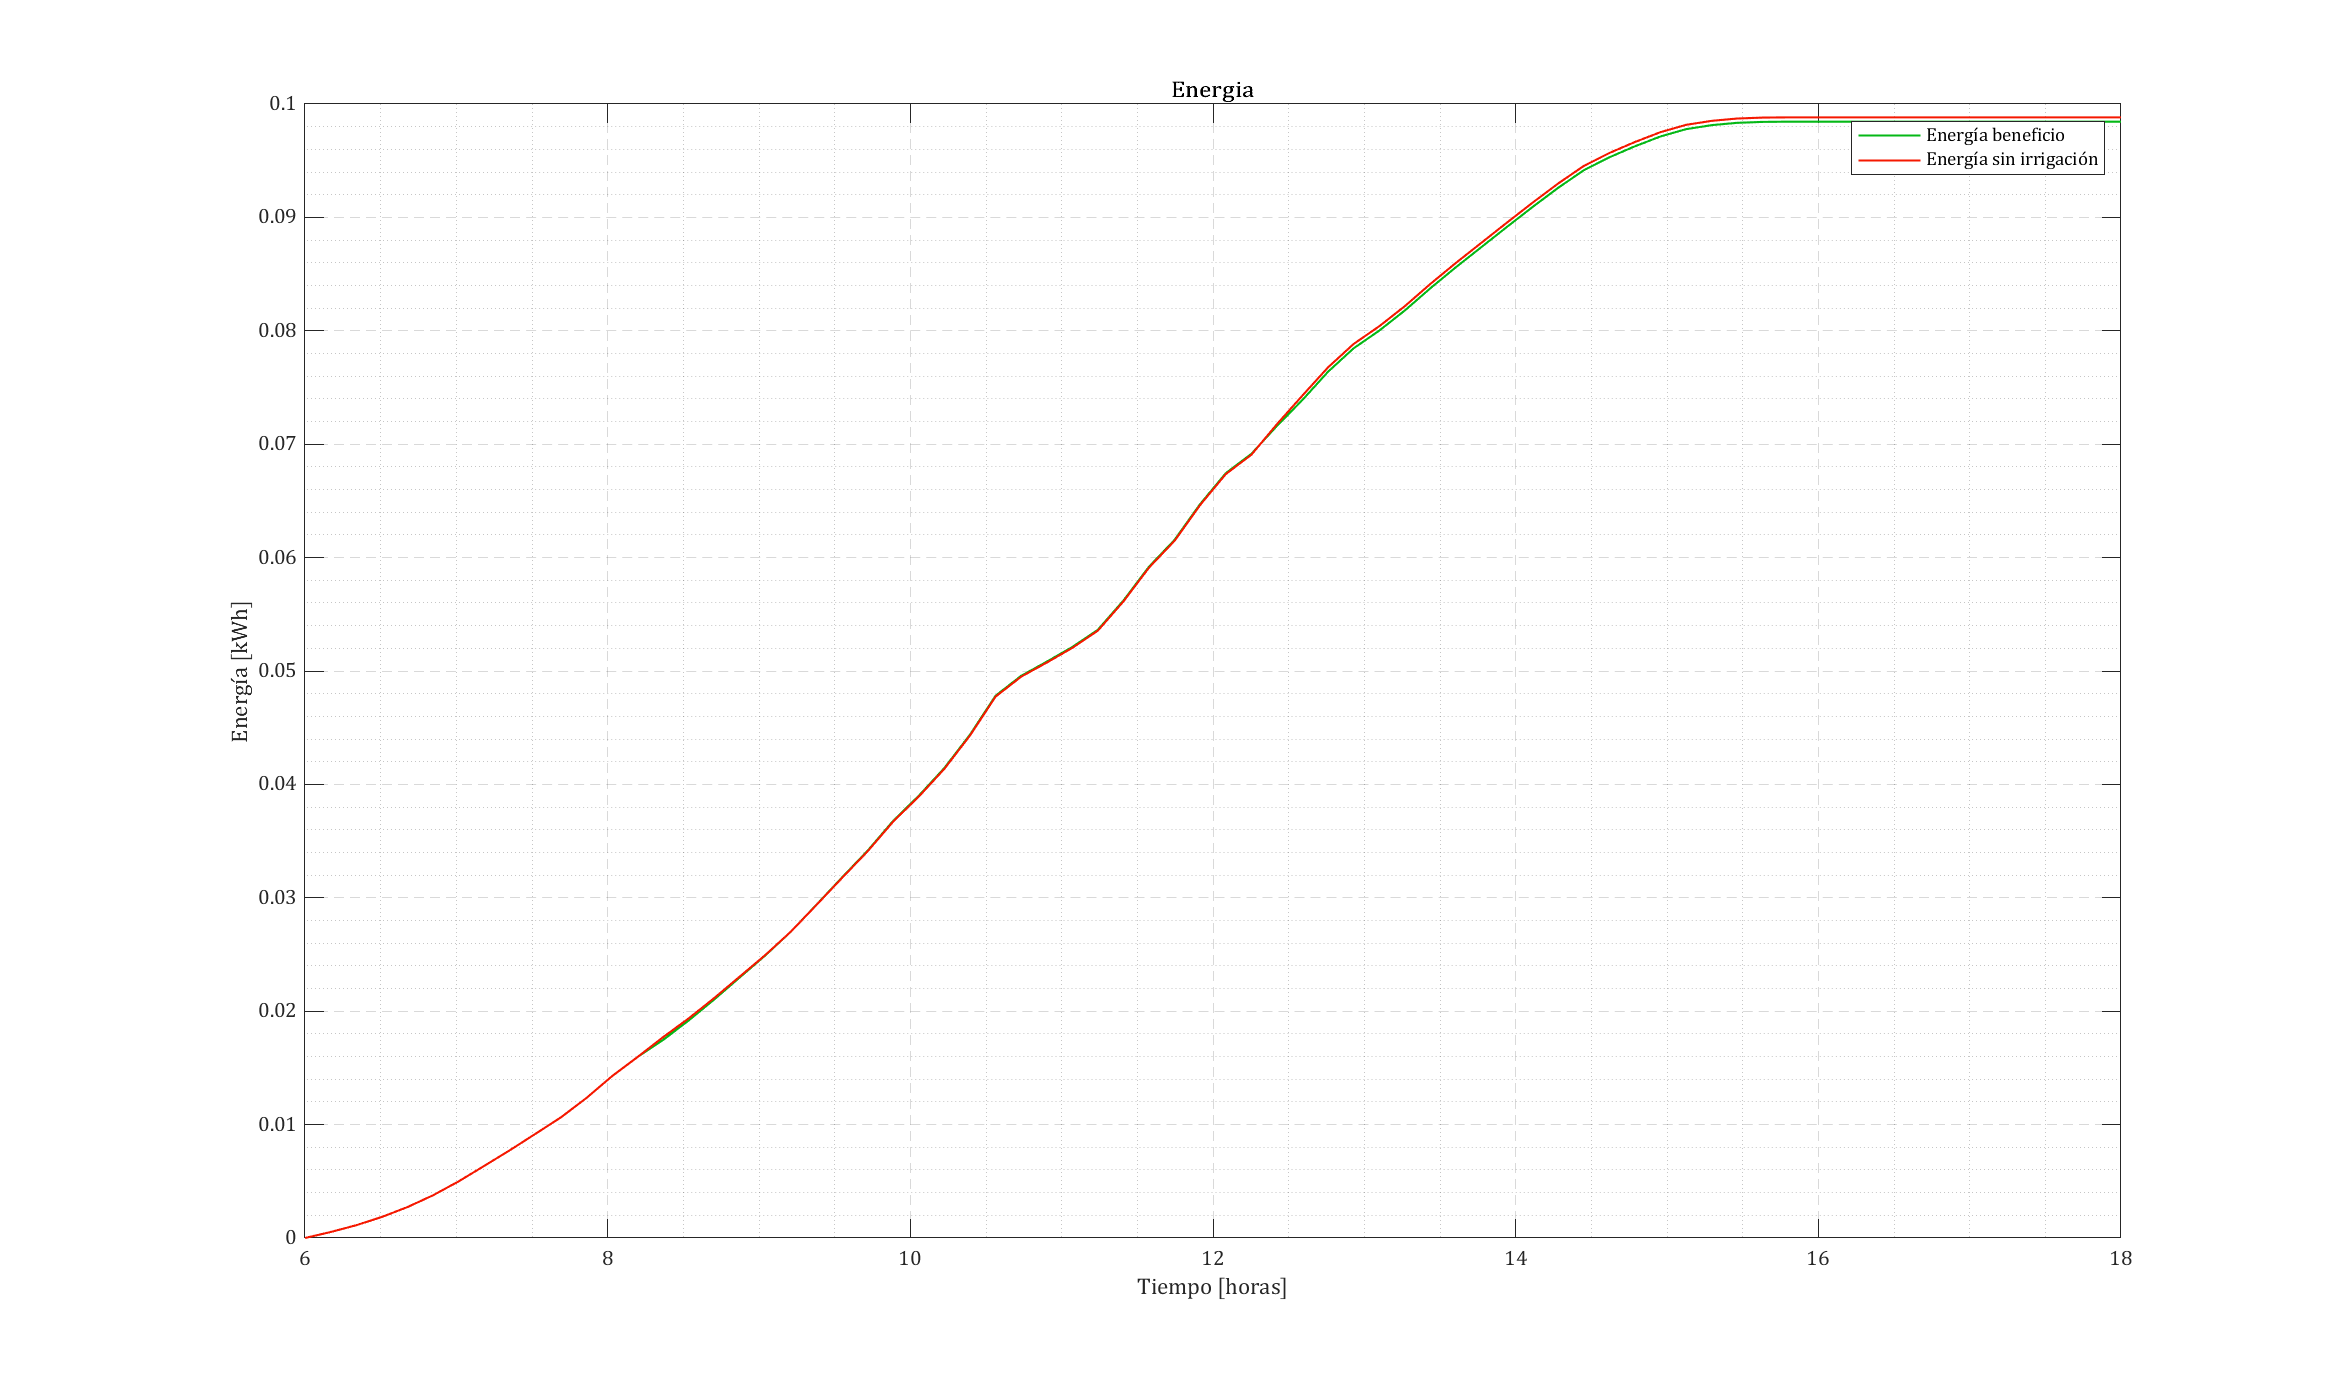 Energia
0.1
0.09
0.08
0.07
0.06
0.05
0.04
0.03
0.02
0.01
0
Energía [kWh]
Energía beneficio
Energía sin irrigación
6 8 10 12 14 16 18
Tiempo [horas]